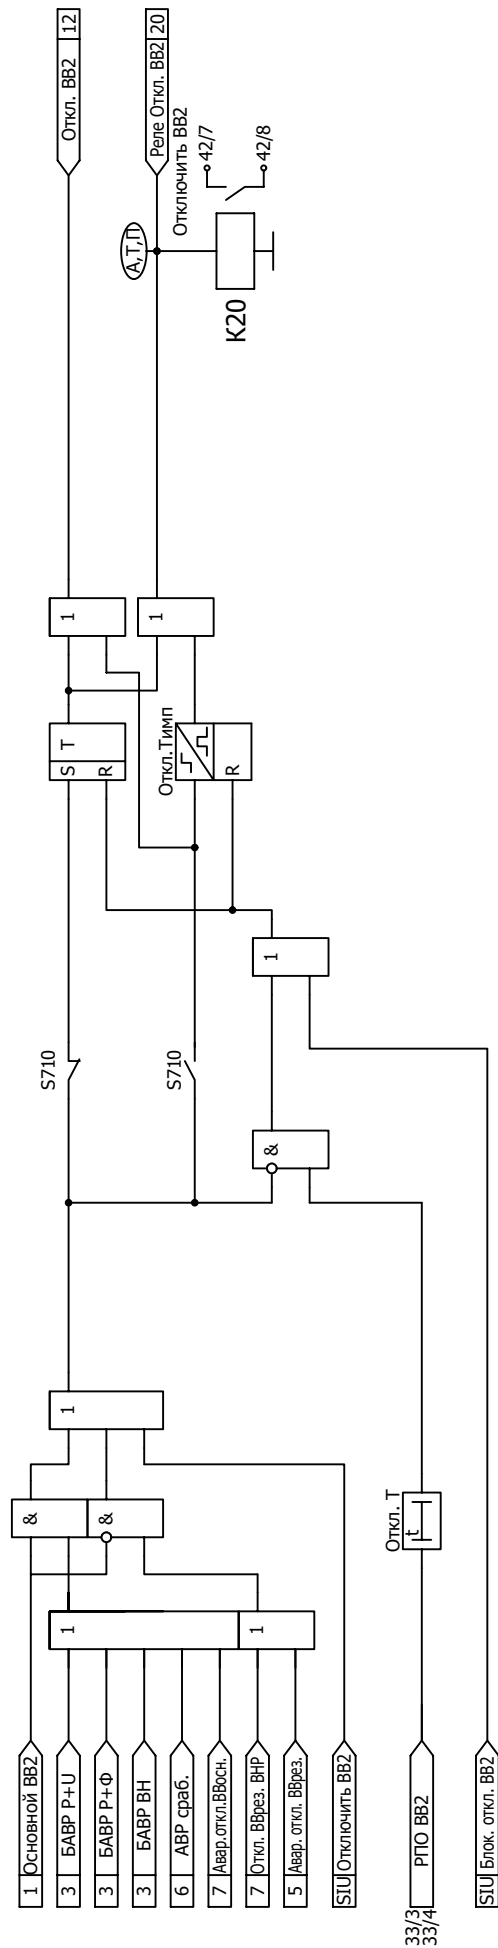 Откл. ВВ2 12
Реле Откл. ВВ2 20
Отключить ВВ2
42/7
42/8
А,Т,П
К20
1
1
S T
R
Откл.Тимп
R
1
S710
S710
&
1
&
&
1
1
Откл. Т
t
1 Основной ВВ2
3 БАВР P+U
3 БАВР Р+Ф
3 БАВР ВН
6 АВР сраб.
7 Авар.откл.ВВосн.
7 Откл. ВВрез. ВНР
5 Авар. откл. ВВрез.
SIU Отключить ВВ2
33/3
33/4
РПО ВВ2
SIU Блок. откл. ВВ2